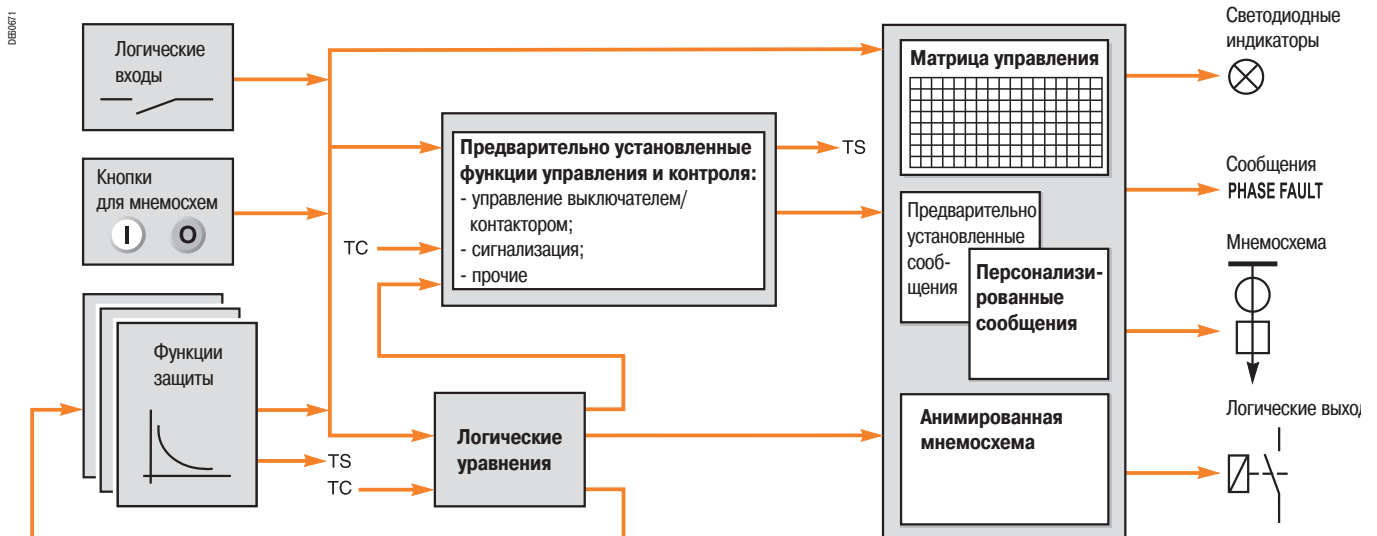 DE60671
Логические
входы
Кнопки
для мнемосхем
I O
Функции
защиты
TS
TC
Предварительно установленные
функции управления и контроля:
- управление выключателем/
контактором;
- сигнализация;
- прочие
TC
TS
Логические
уравнения
Матрица управления
Предварительно
установленные
сооб-
щения
Персонализи-
рованные
сообщения
Анимированная
мнемосхема
Светодиодные
индикаторы
Сообщения
PHASE FAULT
Мнемосхема
Логические выхо